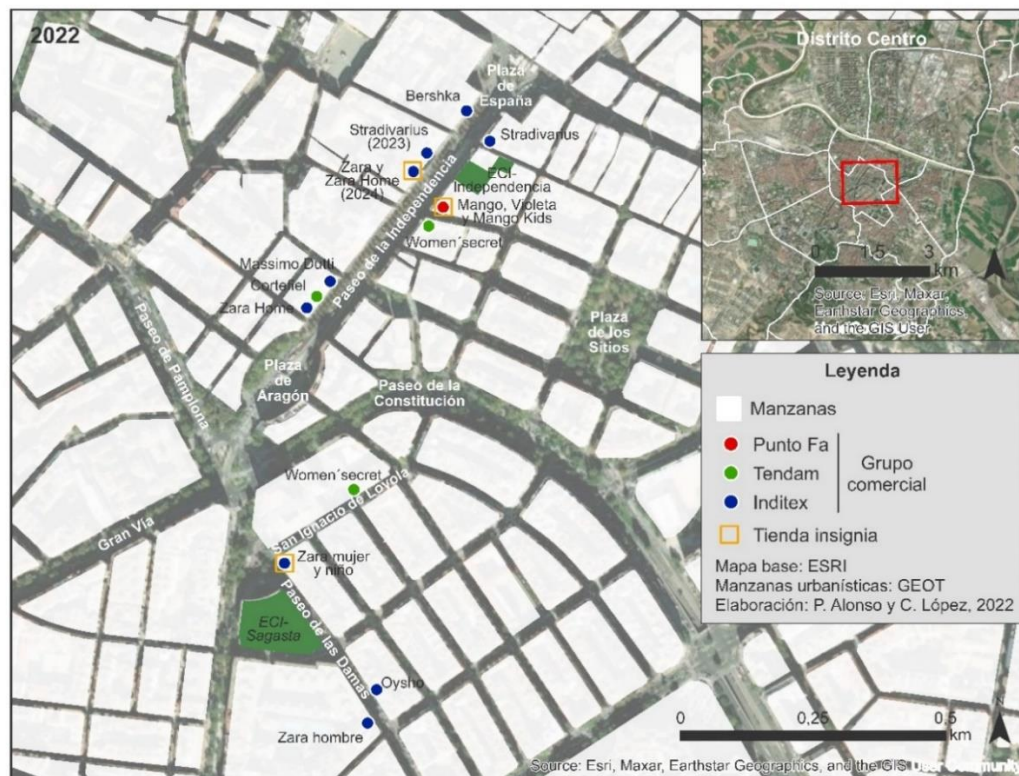 2022
Plaza
de
España
Bershka
Stradivarius
(2023)
Stradivarius
Zara y
Zara Home
(2024)
ECI-
Independencia
Mango, Violeta
y Mango Kids
Women´secret
Paseo de la Independencia
Massimo Dutti
Cortefiel
Zara Home
Plaza
de los
Sitios
Plaza
de
Aragón
Paseo de la
Constitución
Paseo de Pamplona
Women´secret
San Ignacio de Loyola
Gran Vía
Zara mujer
y niño
Paseo de las Damas
ECI-
Sagasta
Oysho
Zara hombre
Distrito Centro
0 1,5 3
km
Source: Esri, Maxar,
Earthstar Geographics,
and the GIS User
Leyenda
Manzanas
Punto Fa
Tendam
Inditex
Grupo
comercial
Tienda insignia
Mapa base: ESRI
Manzanas urbanísticas: GEOT
Elaboración: P. Alonso y C. López, 2022
0 0,25 0,5
km
Source: Esri, Maxar, Earthstar Geographics, and the GIS User Community